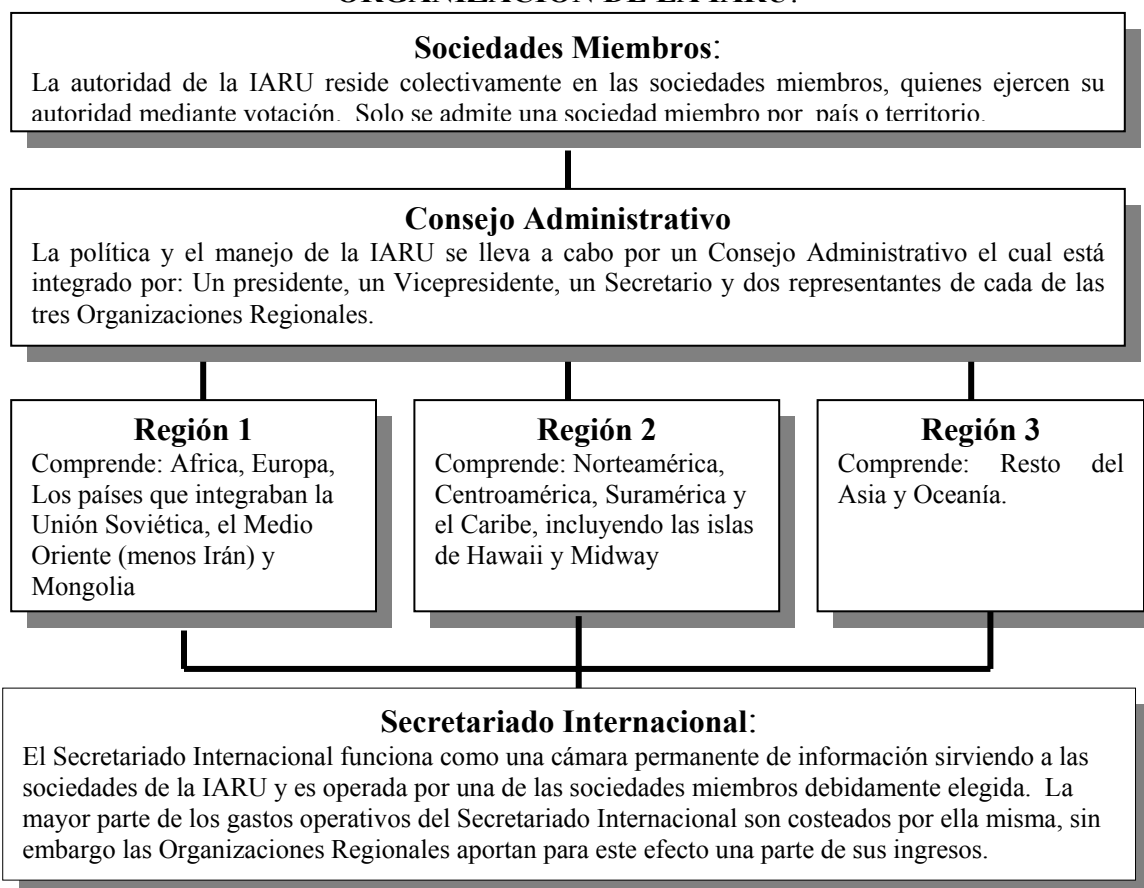 ORGANIZACIÓN DE LA IARU:
Sociedades Miembros:
La autoridad de la IARU reside colectivamente en las sociedades miembros, quienes ejercen su
autoridad mediante votación. Solo se admite una sociedad miembro por país o territorio.
Consejo Administrativo
La política y el manejo de la IARU se lleva a cabo por un Consejo Administrativo el cual está
integrado por: Un presidente, un Vicepresidente, un Secretario y dos representantes de cada de las
tres Organizaciones Regionales.
Región 1
Comprende: Africa, Europa,
Los países que integraban la
Unión Soviética, el Medio
Oriente (menos Irán) y
Mongolia
Región 2
Comprende: Norteamérica,
Centroamérica, Suramérica y
el Caribe, incluyendo las islas
de Hawaii y Midway
Región 3
Comprende: Resto del
Asia y Oceanía.
Secretariado Internacional:
El Secretariado Internacional funciona como una cámara permanente de información sirviendo a las
sociedades de la IARU y es operada por una de las sociedades miembros debidamente elegida. La
mayor parte de los gastos operativos del Secretariado Internacional son costeados por ella misma, sin
embargo las Organizaciones Regionales aportan para este efecto una parte de sus ingresos.